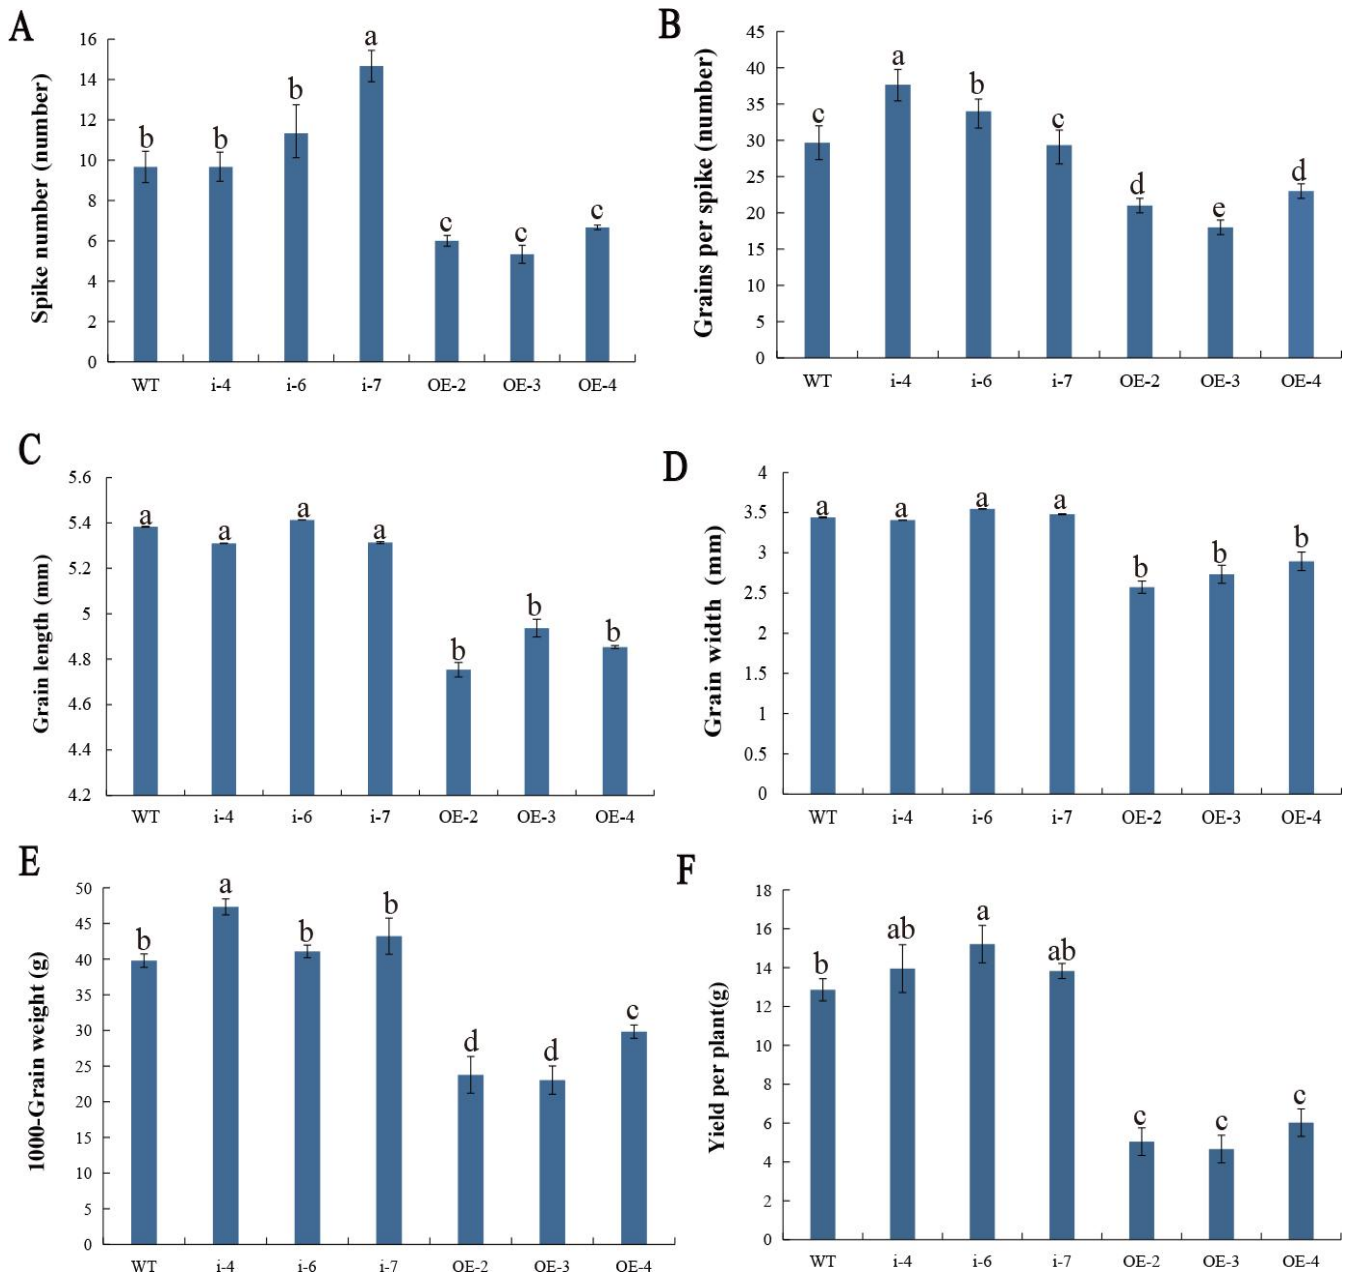 A
Spike number (number)
16
14
12
10
8
6
4
2
0
b
b
b
a
c
c
c
WT i-4 i-6 i-7 OE-2 OE-3 OE-4
B
Grains per spike (number)
45
40
35
30
25
20
15
10
5
0
c
a
b
c
d
e
d
WT i-4 i-6 i-7 OE-2 OE-3 OE-4
C
Grain length (mm)
5.6
5.4
5.2
5
4.8
4.6
4.4
4.2
a
a
a
a
b
b
b
WT i-4 i-6 i-7 OE-2 OE-3 OE-4
D
Grain width (mm)
4
3.5
3
2.5
2
1.5
1
0.5
0
a
a
a
a
b
b
b
WT i-4 i-6 i-7 OE-2 OE-3 OE-4
E
1000-Grain weight (g)
50
45
40
35
30
25
20
15
10
5
0
b
a
b
b
d
d
c
WT i-4 i-6 i-7 OE-2 OE-3 OE-4
F
Yield per plant(g)
18
16
14
12
10
8
6
4
2
0
b
ab
a
ab
c
c
c
WT i-4 i-6 i-7 OE-2 OE-3 OE-4